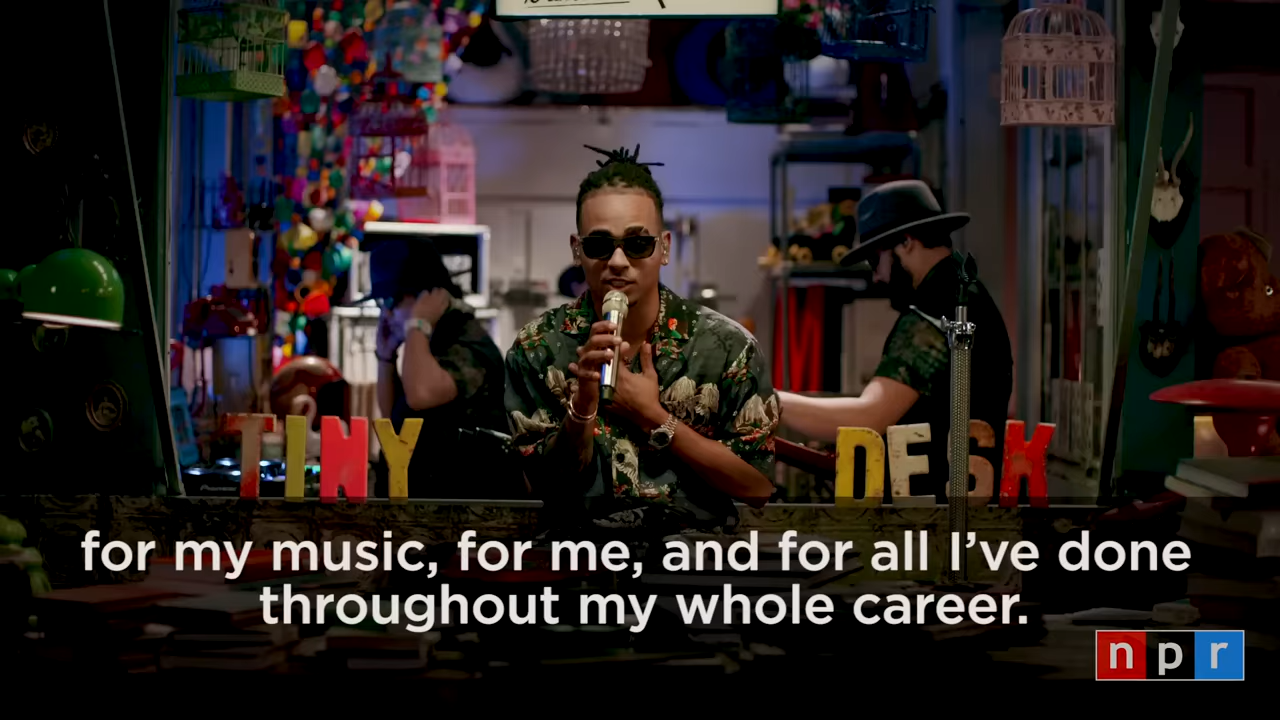 TINY DESK
for my music, for me, and for all I've done
throughout my whole career.
npr